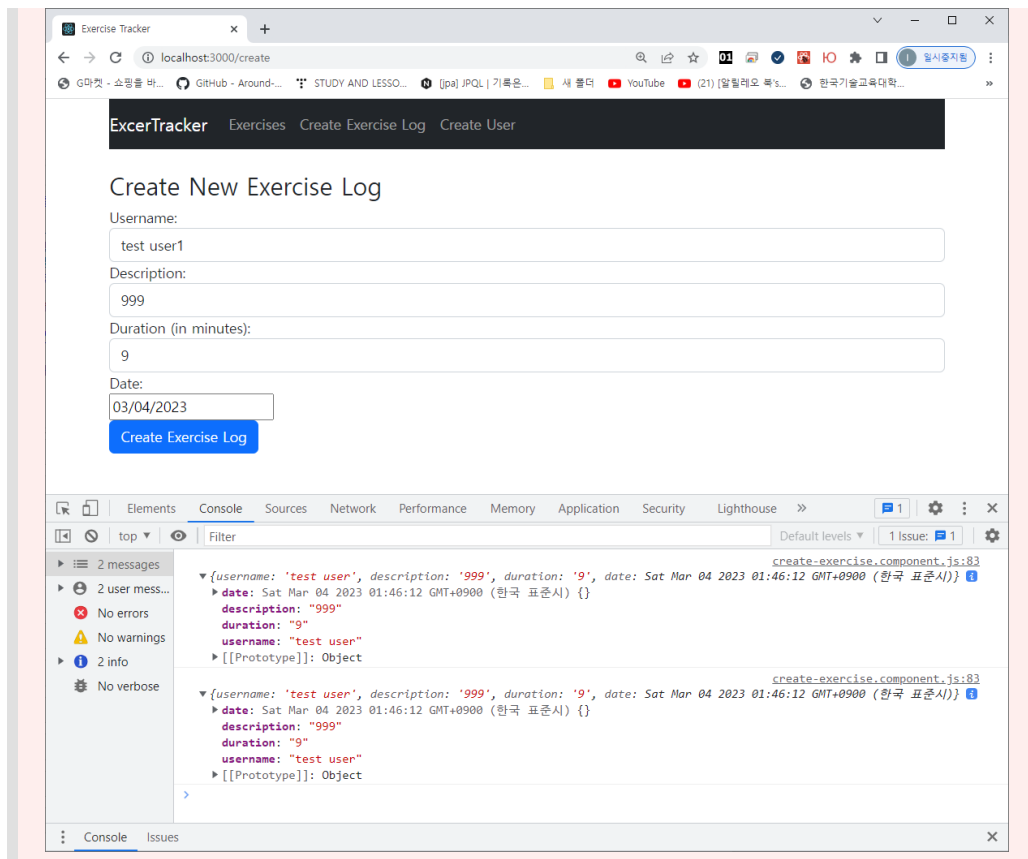 Exercise Tracker
localhost:3000/create
01
일시중지됨
G마켓 - 쇼핑을 바... GitHub - Around-... STUDY AND LESSO... [jpa] JPQL | 기록은... 새 폴더 YouTube (21) [알릴레오 북's... 한국기술교육대학... »
ExcerTracker Exercises Create Exercise Log Create User
Create New Exercise Log
Username:
test user1
Description:
999
Duration (in minutes):
9
Date:
03/04/2023
Create Exercise Log
Elements Console Sources Network Performance Memory Application Security Lighthouse » 1
top Filter Default levels 1 Issue: 1
2 messages
2 user mess...
No errors
No warnings
2 info
No verbose
create-exercise.component.js:83
{username: 'test user', description: '999', duration: '9', date: Sat Mar 04 2023 01:46:12 GMT+0900 (한국 표준시)}
date: Sat Mar 04 2023 01:46:12 GMT+0900 (한국 표준시) {}
description: "999"
duration: "9"
username: "test user"
[[Prototype]]: Object
create-exercise.component.js:83
{username: 'test user', description: '999', duration: '9', date: Sat Mar 04 2023 01:46:12 GMT+0900 (한국 표준시)}
date: Sat Mar 04 2023 01:46:12 GMT+0900 (한국 표준시) {}
description: "999"
duration: "9"
username: "test user"
[[Prototype]]: Object
Console Issues